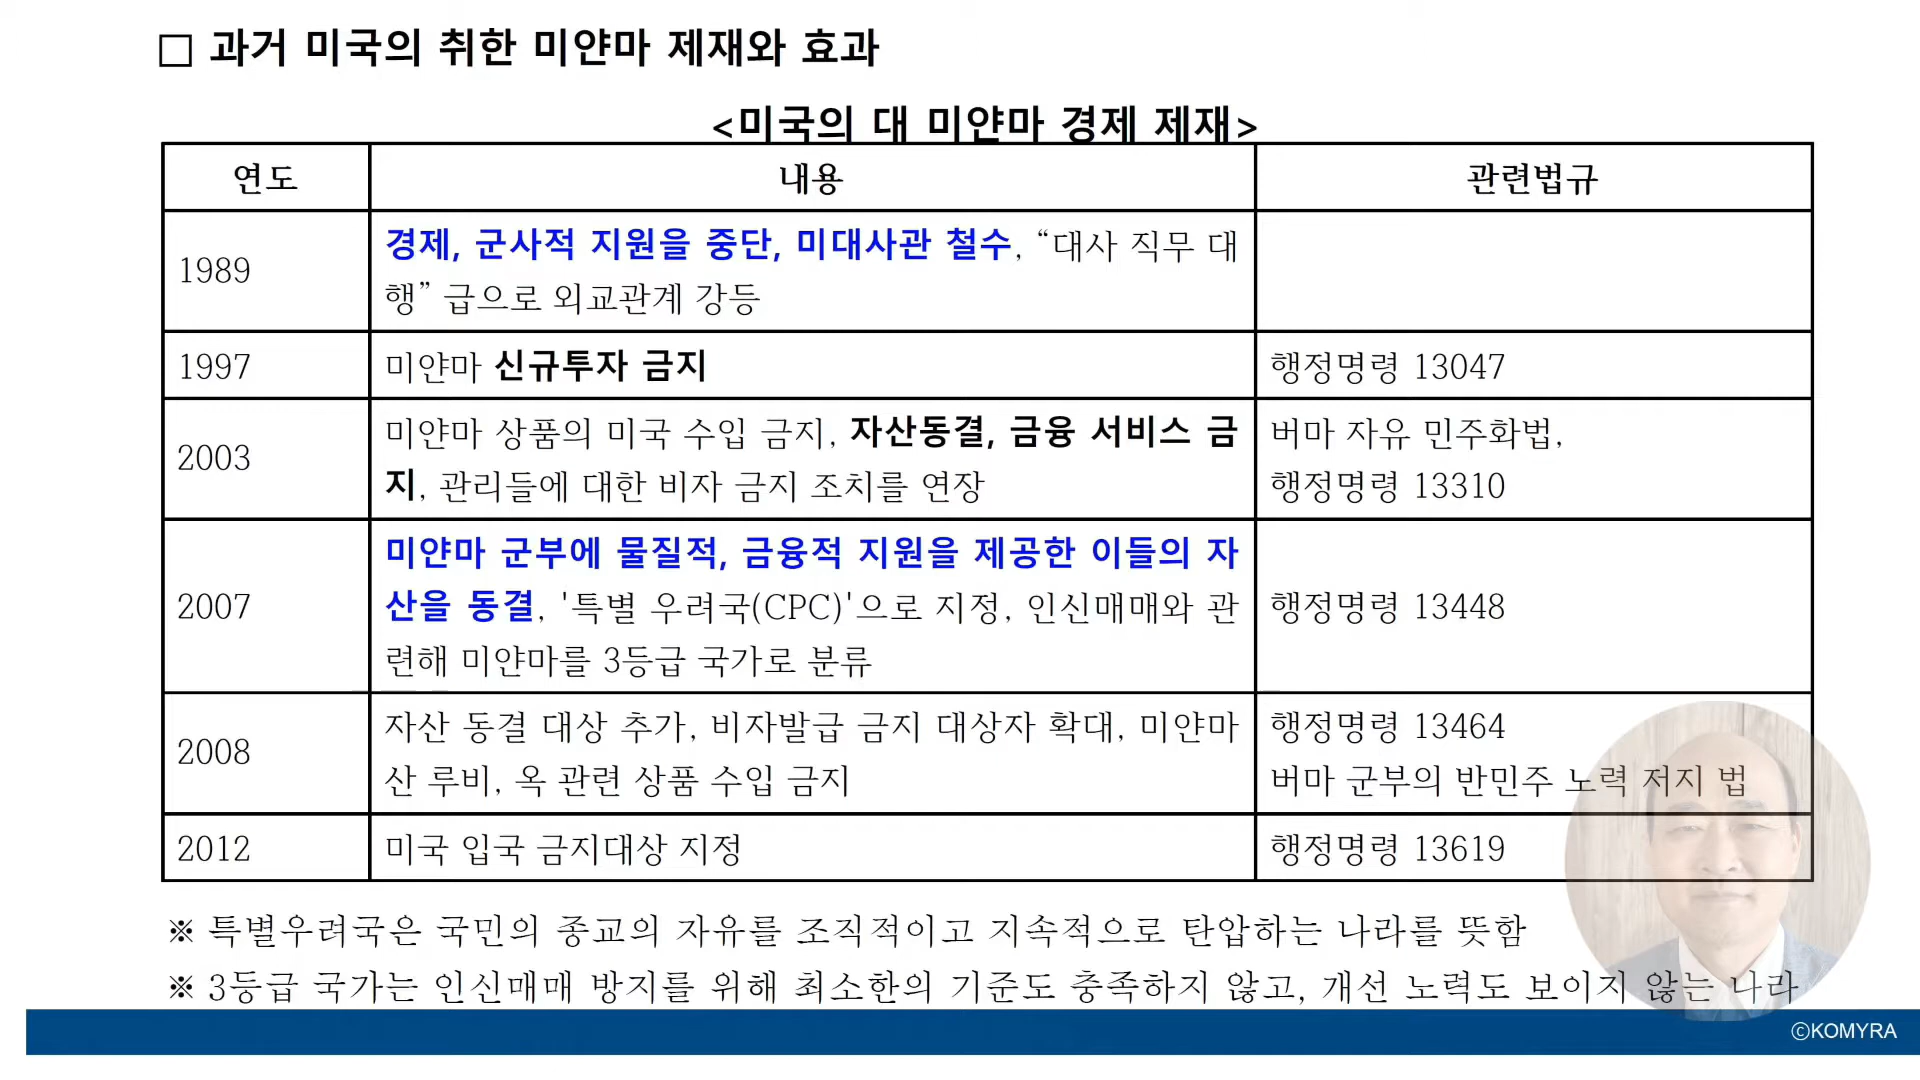 □ 과거 미국의 취한 미얀마 제재와 효과
<미국의 대 미얀마 경제 제재>
연도 내용 관련법규
1989
경제, 군사적 지원을 중단, 미대사관 철수, “대사 직무 대
행” 급으로 외교관계 강등
1997 미얀마 신규투자 금지 행정명령 13047
2003
미얀마 상품의 미국 수입 금지, 자산동결, 금융 서비스 금
지, 관리들에 대한 비자 금지 조치를 연장
버마 자유 민주화법,
행정명령 13310
2007
미얀마 군부에 물질적, 금융적 지원을 제공한 이들의 자
산을 동결, '특별 우려국(CPC)'으로 지정, 인신매매와 관
련해 미얀마를 3등급 국가로 분류
행정명령 13448
2008
자산 동결 대상 추가, 비자발급 금지 대상자 확대, 미얀마
산 루비, 옥 관련 상품 수입 금지
행정명령 13464
버마 군부의 반민주 노력 저지 법
2012 미국 입국 금지대상 지정 행정명령 13619
※ 특별우려국은 국민의 종교의 자유를 조직적이고 지속적으로 탄압하는 나라를 뜻함
※ 3등급 국가는 인신매매 방지를 위해 최소한의 기준도 충족하지 않고, 개선 노력도 보이지 않는 나라
ⓒKOMYRA